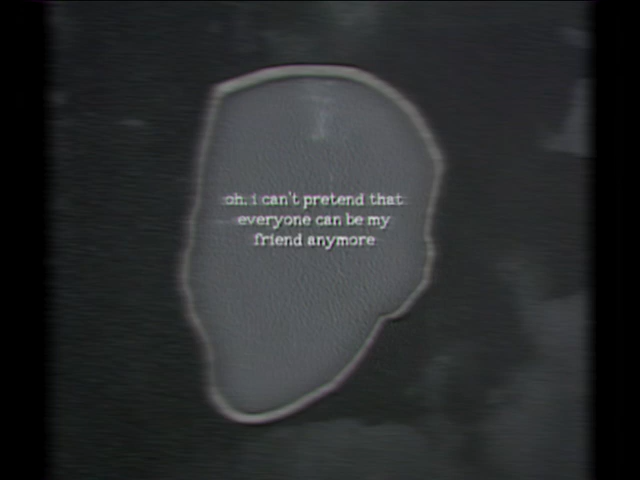 oh, i can't pretend that
everyone can be my
friend anymore